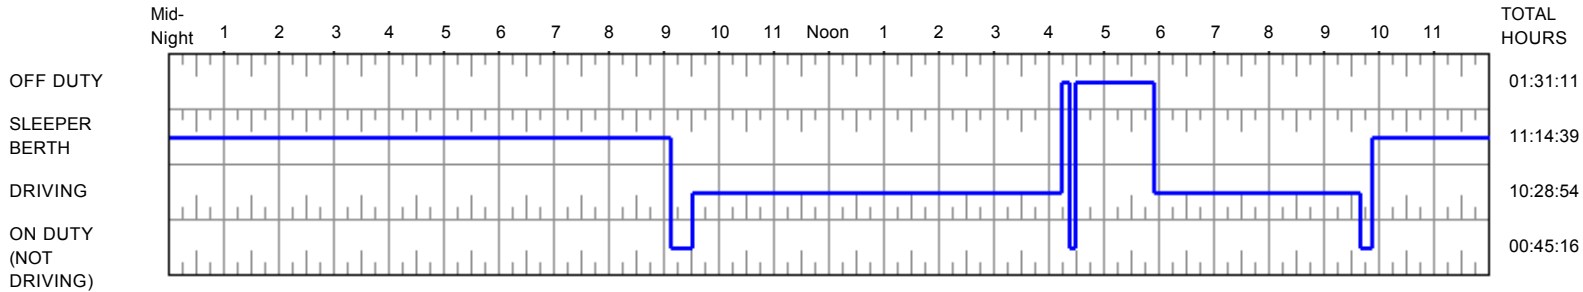 Mid-
Night 1 2 3 4 5 6 7 8 9 10 11 Noon 1 2 3 4 5 6 7 8 9 10 11
TOTAL
HOURS
OFF DUTY 01:31:11
SLEEPER
BERTH 11:14:39
DRIVING 10:28:54
ON DUTY
(NOT 00:45:16
DRIVING)